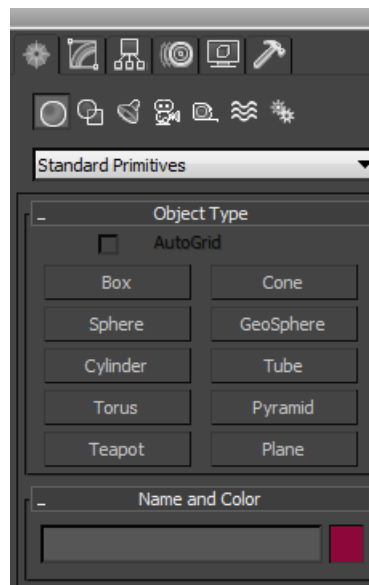 Standard Primitives
Object Type
AutoGrid
Box Cone
Sphere GeoSphere
Cylinder Tube
Torus Pyramid
Teapot Plane
Name and Color